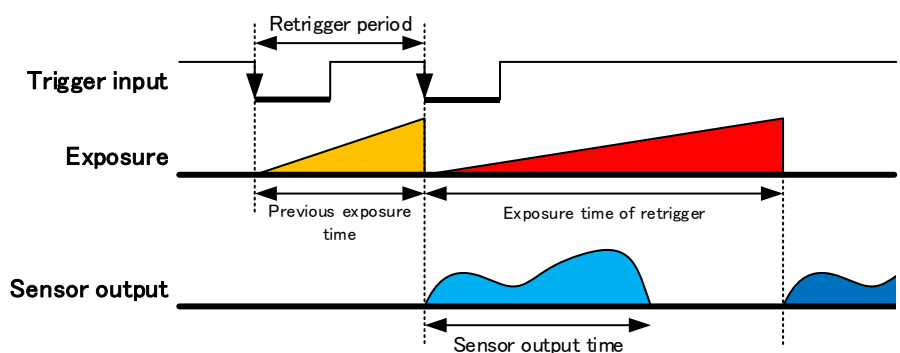 Retrigger period
Trigger input
Exposure
Previous exposure
time
Exposure time of retrigger
Sensor output
Sensor output time